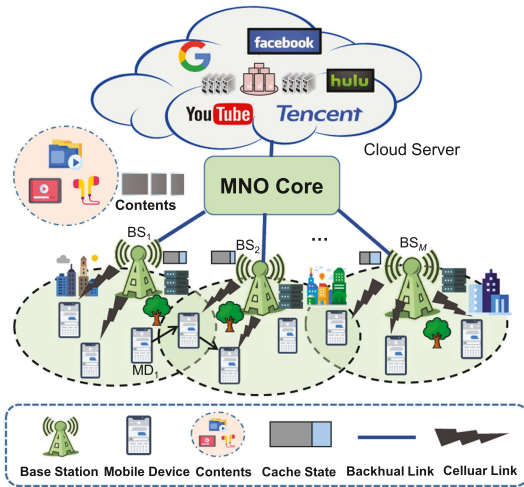 G
facebook
hulu
YouTube
Tencent
Cloud Server
MNO Core
Contents
BS1
BS2
...
BSM
MD1
Base Station
Mobile Device
Contents
Cache State
Backhual Link
Celluar Link